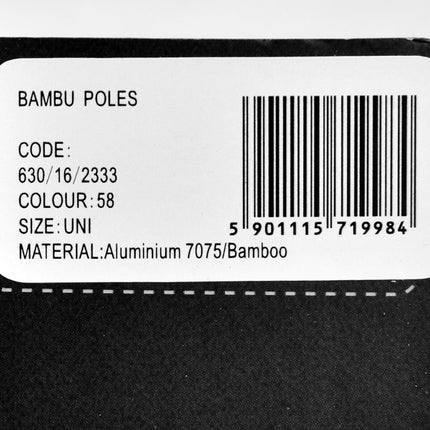 BAMBU POLES
CODE:
630/16/2333
COLOUR:58
SIZE:UNI
MATERIAL:Aluminium 7075/Bamboo
5 901115 719984